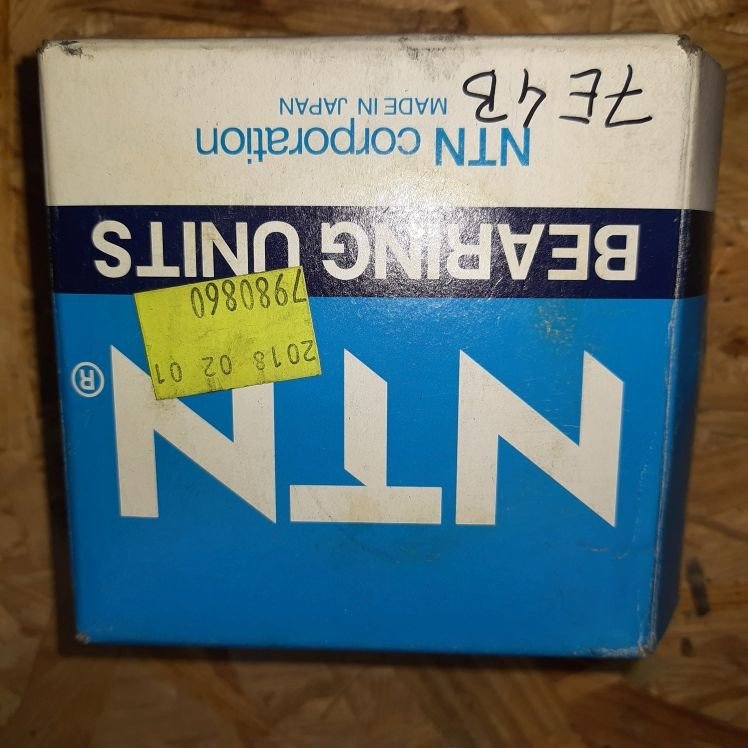 NTN®
2018 02 01
7980860
BEARING UNITS
NTN corporation
MADE IN JAPAN
7E4B